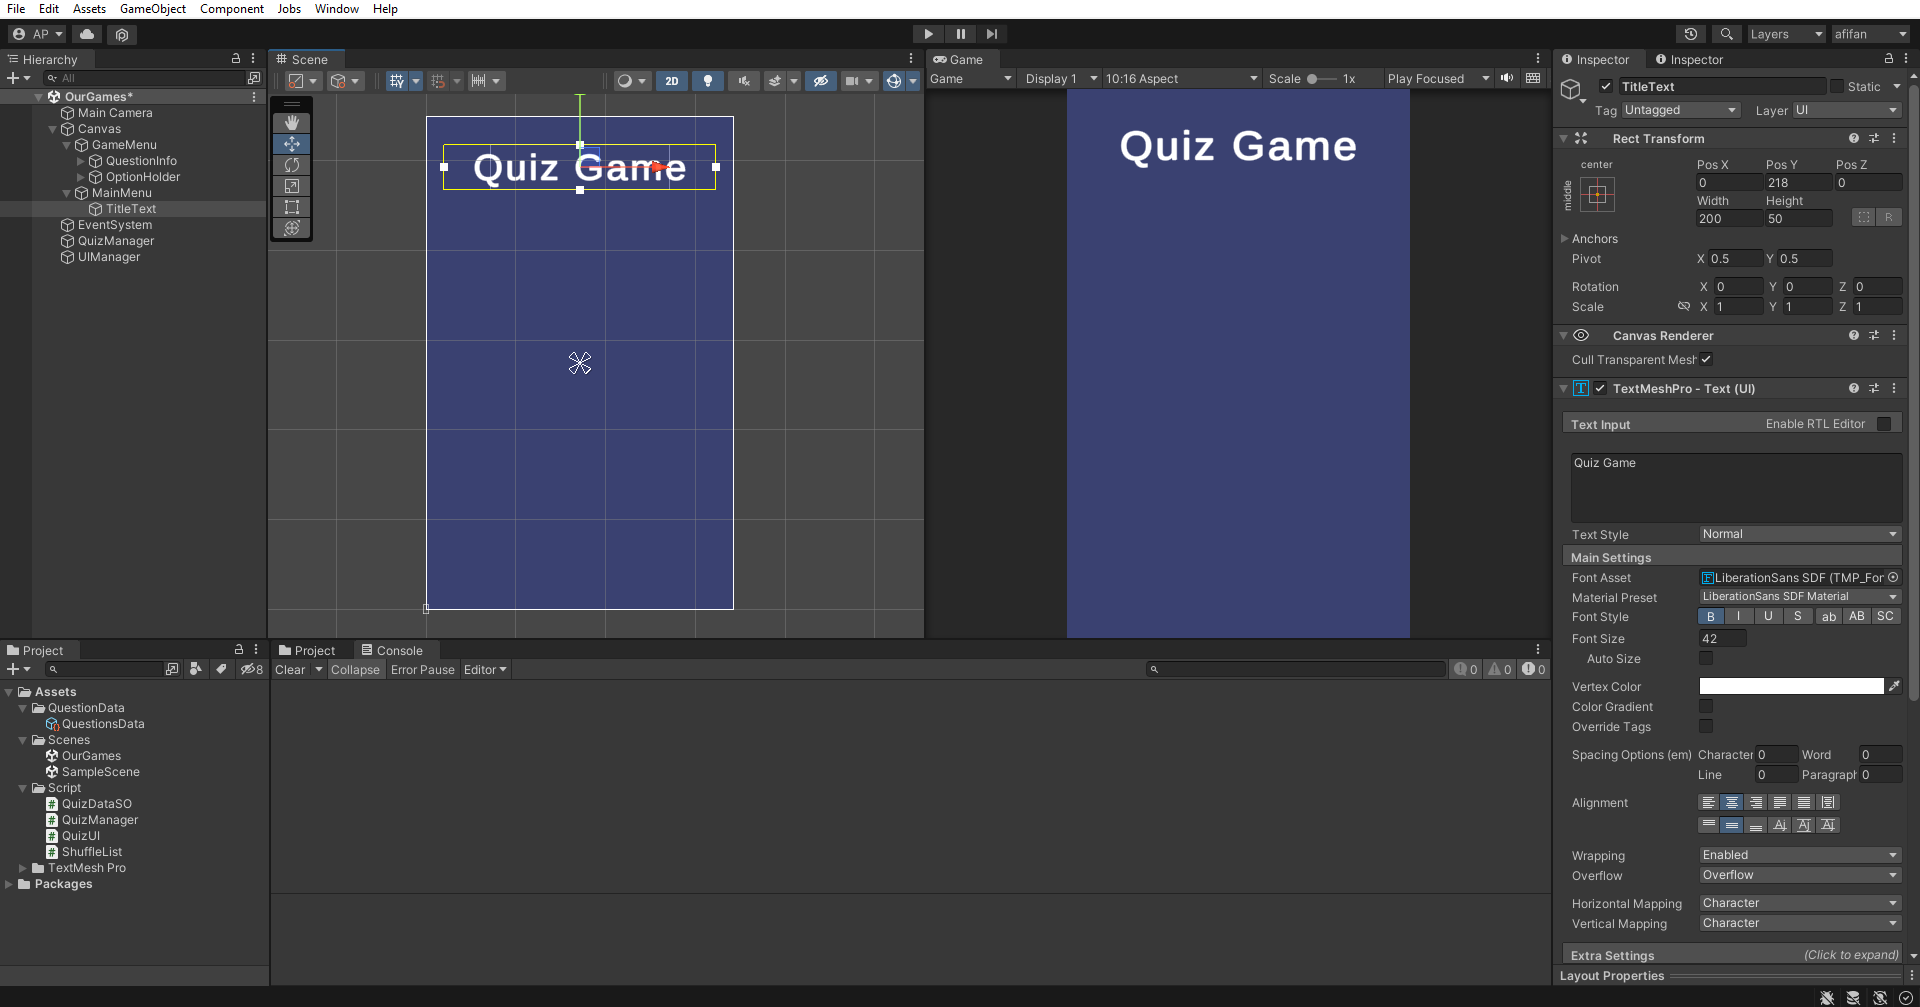 File Edit Assets GameObject Component Jobs Window Help
AP Layers afifan
Hierarchy
All
OurGames*
Main Camera
Canvas
GameMenu
QuestionInfo
OptionHolder
MainMenu
TitleText
EventSystem
QuizManager
UIManager
Scene
2D
Quiz Game
Game
Game Display 1 10:16 Aspect Scale 1x Play Focused
Quiz Game
Inspector Inspector
TitleText Static
Tag Untagged Layer UI
Rect Transform
center Pos X Pos Y Pos Z
middle 0 218 0
Width Height
200 50 R
Anchors
Pivot X 0.5 Y 0.5
Rotation X 0 Y 0 Z 0
Scale X 1 Y 1 Z 1
Canvas Renderer
Cull Transparent Mesh
TextMeshPro - Text (UI)
Text Input Enable RTL Editor
Quiz Game
Text Style Normal
Main Settings
Font Asset LiberationSans SDF (TMP_For
Material Preset LiberationSans SDF Material
Font Style B I U S ab AB SC
Font Size 42
Auto Size
Vertex Color
Color Gradient
Override Tags
Spacing Options (em) Character 0 Word 0
Line 0 Paragraph 0
Alignment
Wrapping Enabled
Overflow Overflow
Horizontal Mapping Character
Vertical Mapping Character
Extra Settings (Click to expand)
Layout Properties
Project
8
Assets
QuestionData
QuestionsData
Scenes
OurGames
SampleScene
Script
QuizDataSO
QuizManager
QuizUI
ShuffleList
TextMesh Pro
Packages
Project Console
Clear Collapse Error Pause Editor 0 0 0